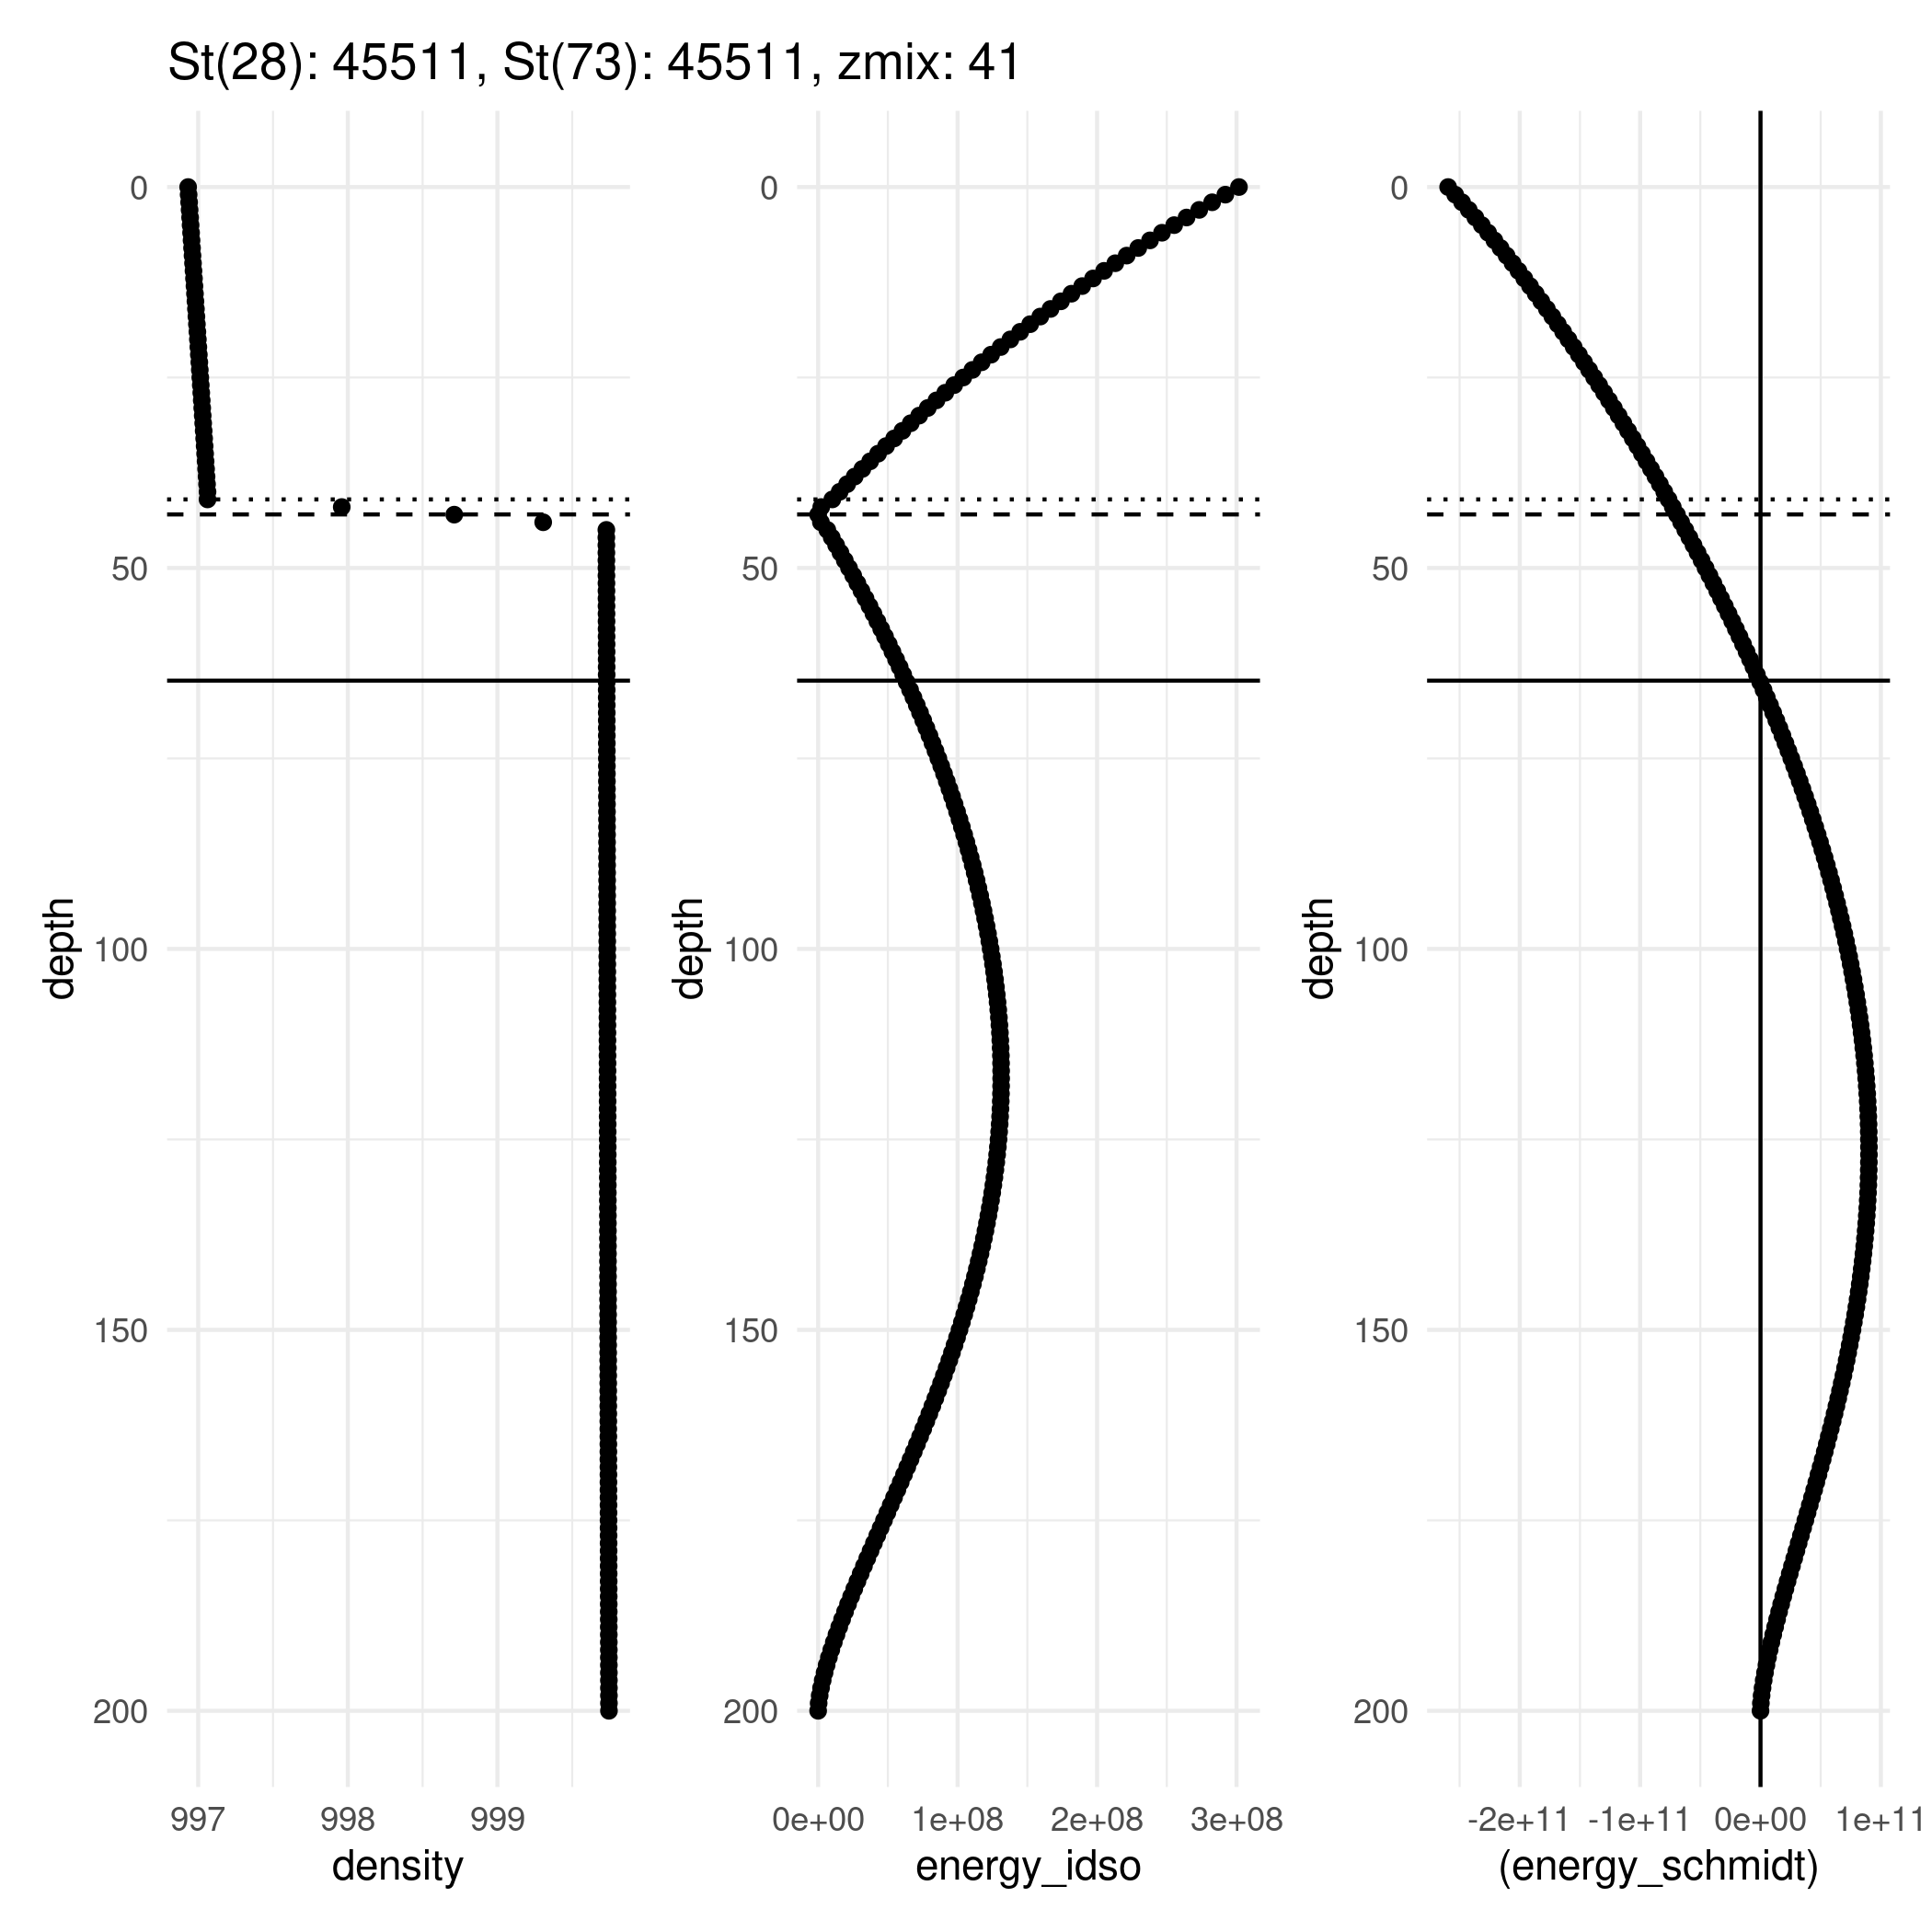 St(28): 45511, St(73): 45511, zmix: 41
0
50
100
150
200
depth
997
998
999
density
0
50
100
150
200
depth
0e+00
1e+08
2e+08
3e+08
energy_idso
0
50
100
150
200
depth
-2e+11
-1e+11
0e+00
1e+11
(energy_schmidt)